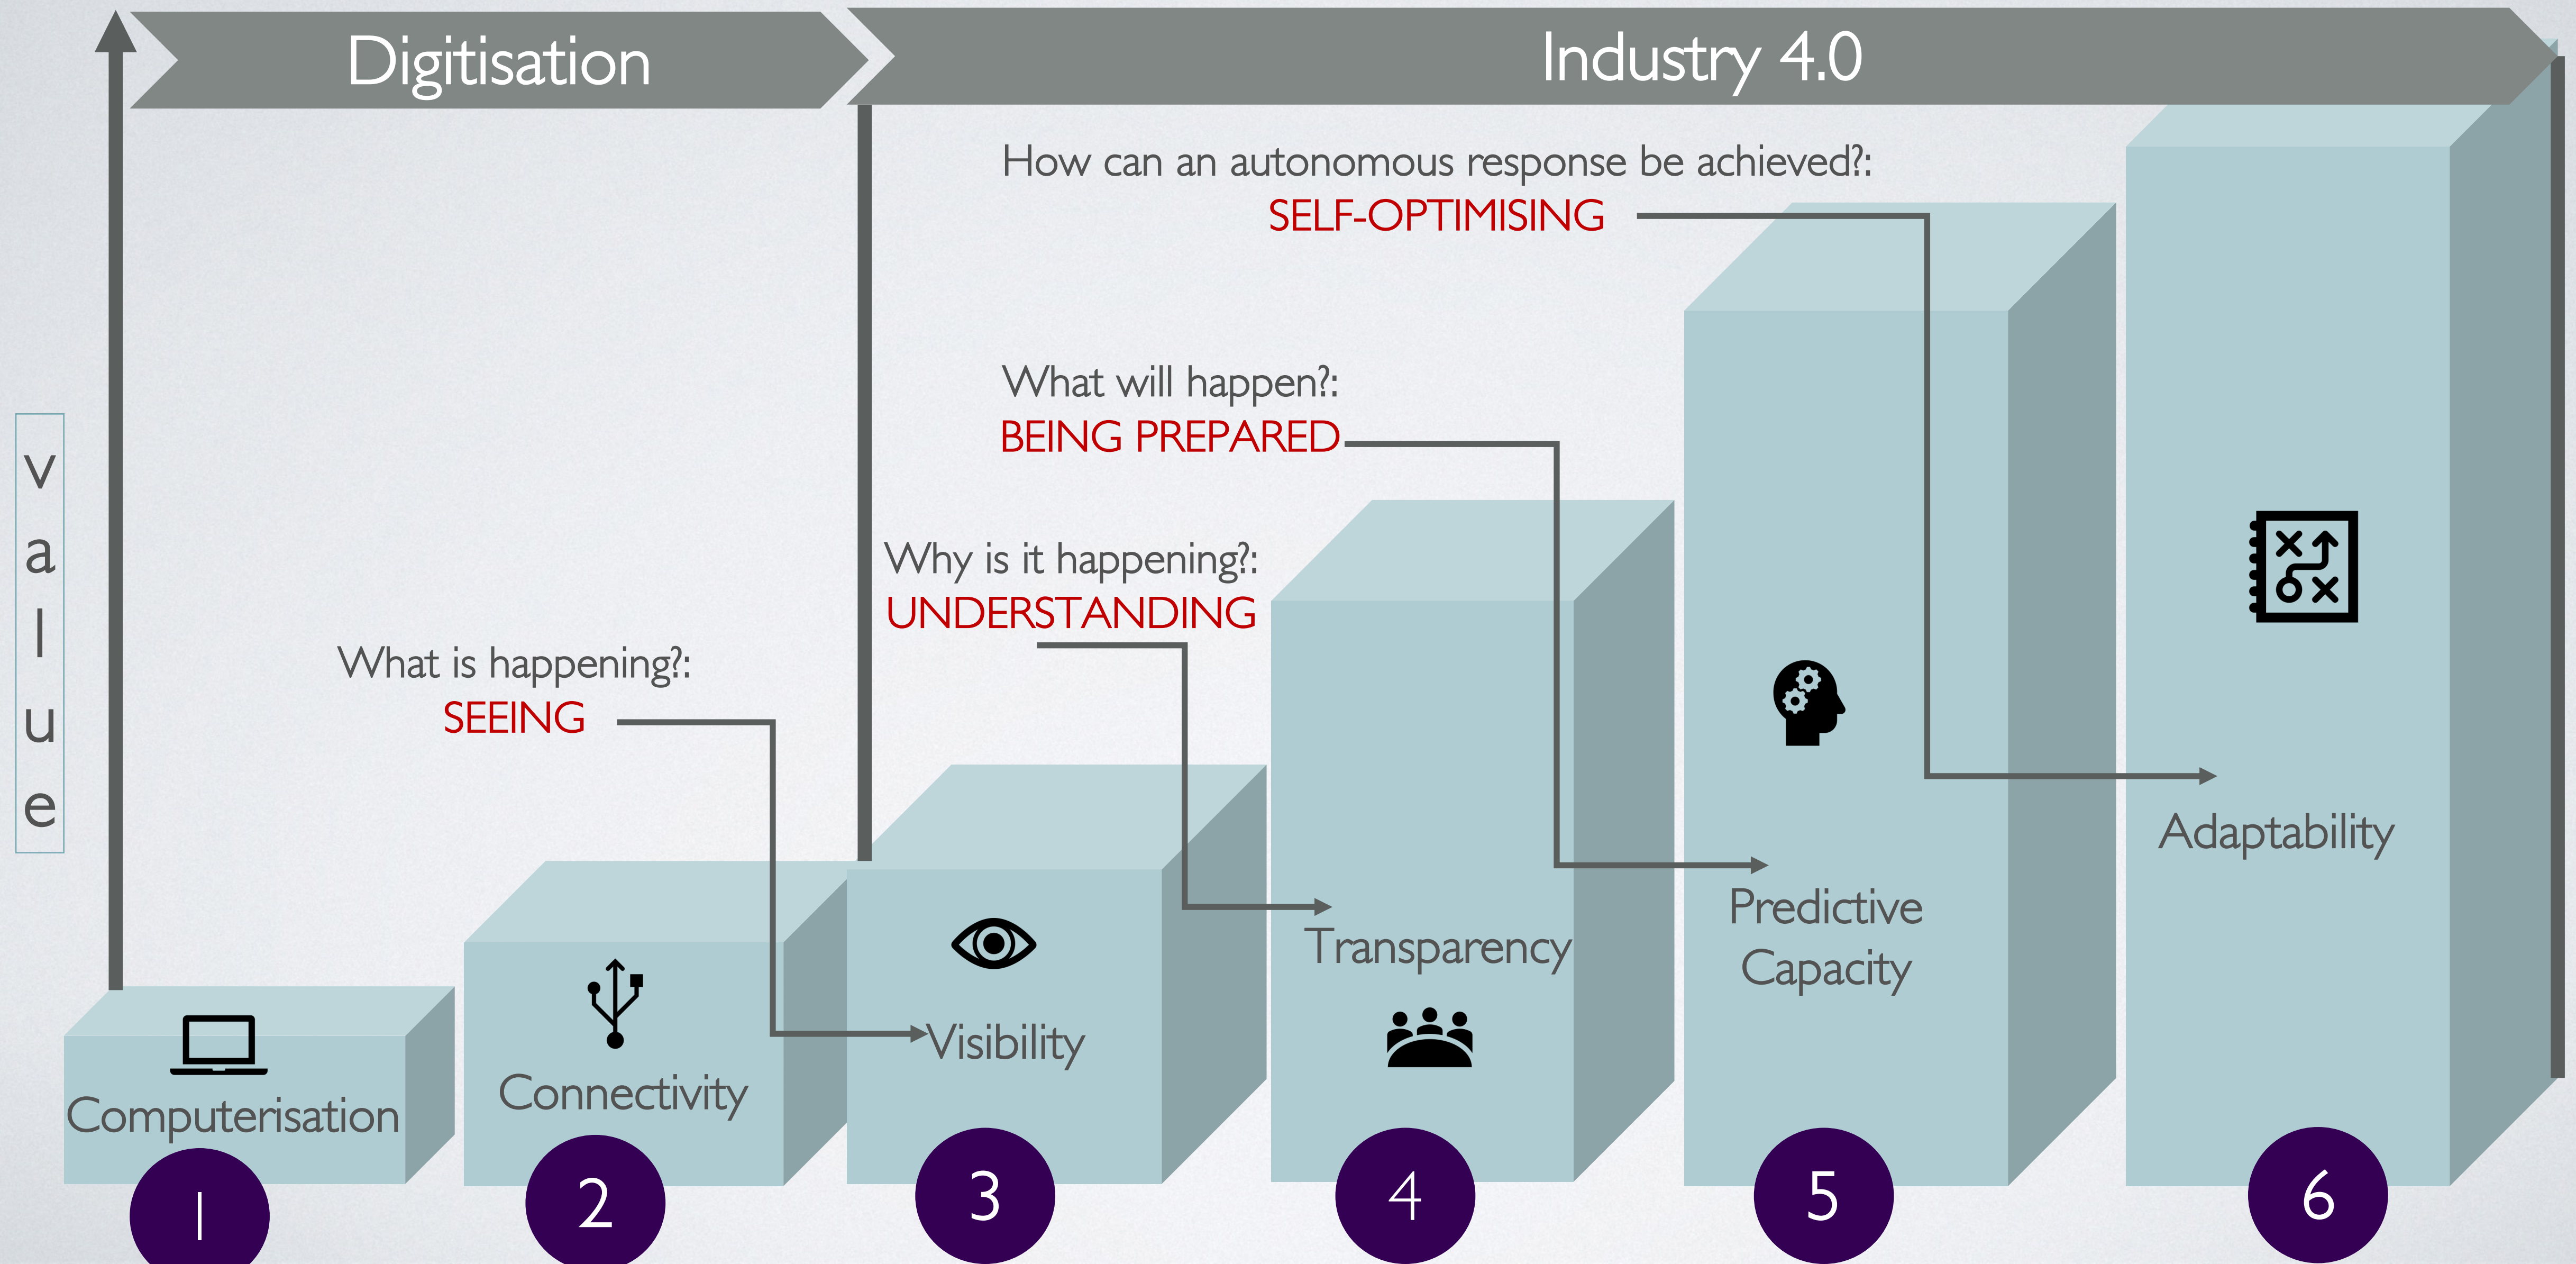 Digitisation
Industry 4.0
How can an autonomous response be achieved?:
SELF-OPTIMISING
What will happen?:
BEING PREPARED
Why is it happening?:
UNDERSTANDING
What is happening?:
SEEING
value
Computerisation
Connectivity
Visibility
Transparency
Predictive
Capacity
Adaptability
1
2
3
4
5
6